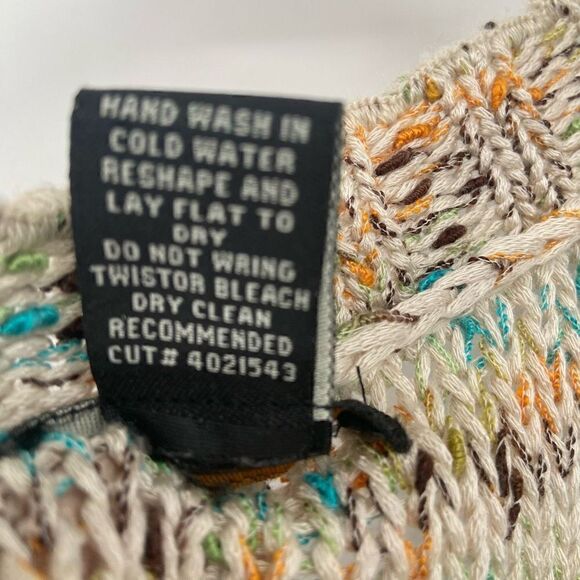 HAND WASH IN
COLD WATER
RESHAPE AND
LAY FLAT TO
DRY
DO NOT WRING
TWISTOR BLEACH
DRY CLEAN
RECOMMENDED
CUT# 4021543